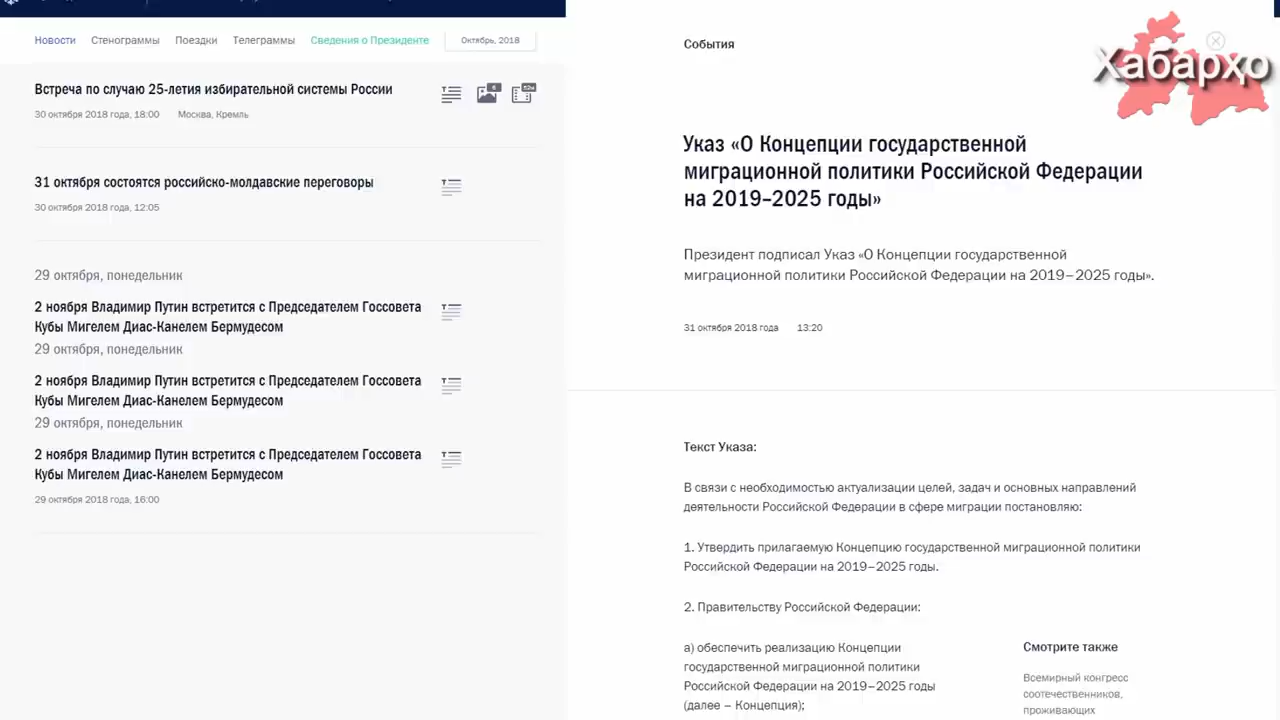 Новости Стенограммы Поездки Телеграммы Сведения о Президенте Октябрь, 2018
Встреча по случаю 25-летия избирательной системы России
30 октября 2018 года, 18:00 Москва, Кремль
31 октября состоятся российско-молдавские переговоры
30 октября 2018 года, 12:05
29 октября, понедельник
2 ноября Владимир Путин встретится с Председателем Госсовета
Кубы Мигелем Диас-Канелем Бермудесом
29 октября, понедельник
2 ноября Владимир Путин встретится с Председателем Госсовета
Кубы Мигелем Диас-Канелем Бермудесом
29 октября, понедельник
2 ноября Владимир Путин встретится с Председателем Госсовета
Кубы Мигелем Диас-Канелем Бермудесом
29 октября 2018 года, 16:00
События
Хабарҳо
Указ «О Концепции государственной
миграционной политики Российской Федерации
на 2019–2025 годы»
Президент подписал Указ «О Концепции государственной
миграционной политики Российской Федерации на 2019–2025 годы».
31 октября 2018 года 13:20
Текст Указа:
В связи с необходимостью актуализации целей, задач и основных направлений
деятельности Российской Федерации в сфере миграции постановляю:
1. Утвердить прилагаемую Концепцию государственной миграционной политики
Российской Федерации на 2019–2025 годы.
2. Правительству Российской Федерации:
а) обеспечить реализацию Концепции
государственной миграционной политики
Российской Федерации на 2019–2025 годы
(далее – Концепция);
Смотрите также
Всемирный конгресс
соотечественников,
проживающих